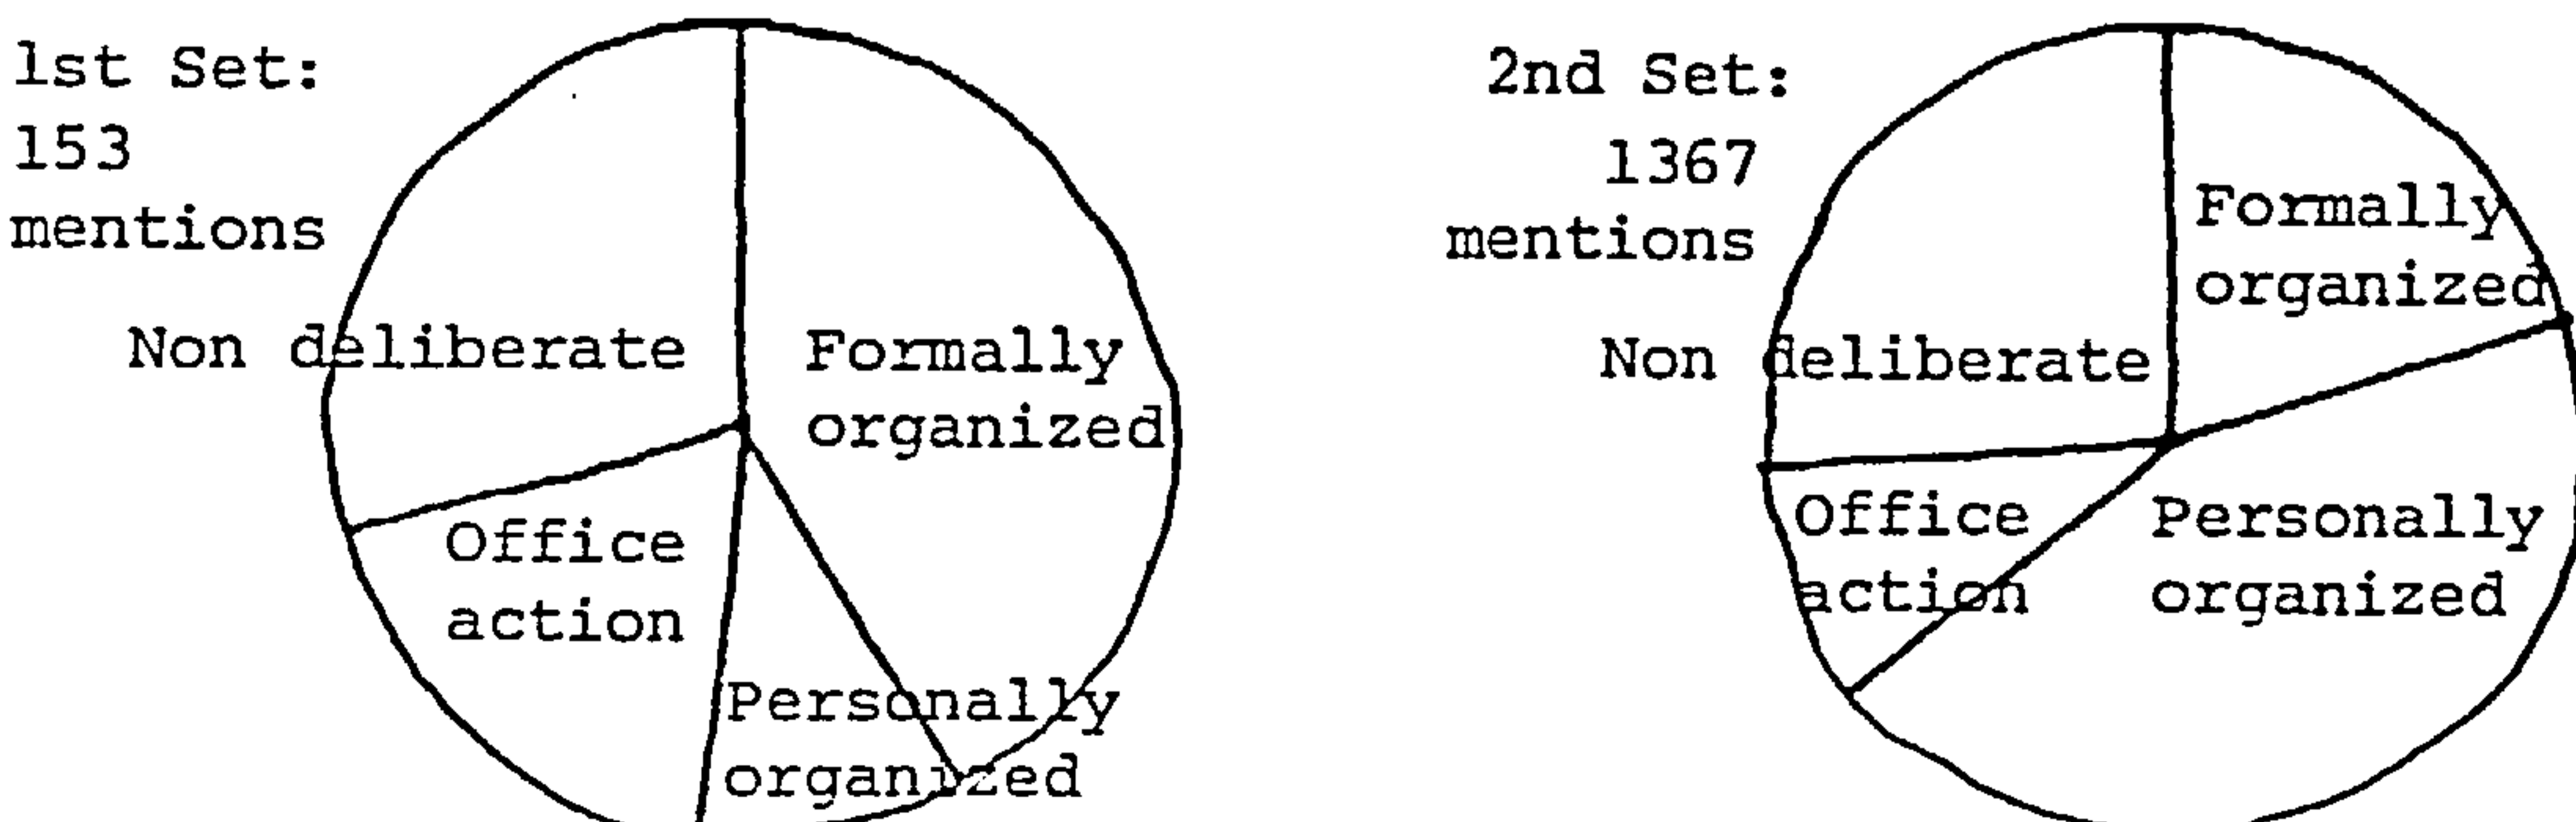 1st Set:
153
mentions
Non deliberate
Formally
organized
Office
action
Personally
organized
2nd Set:
1367
mentions
Formally
organized
Non deliberate
Office
action
Personally
organized